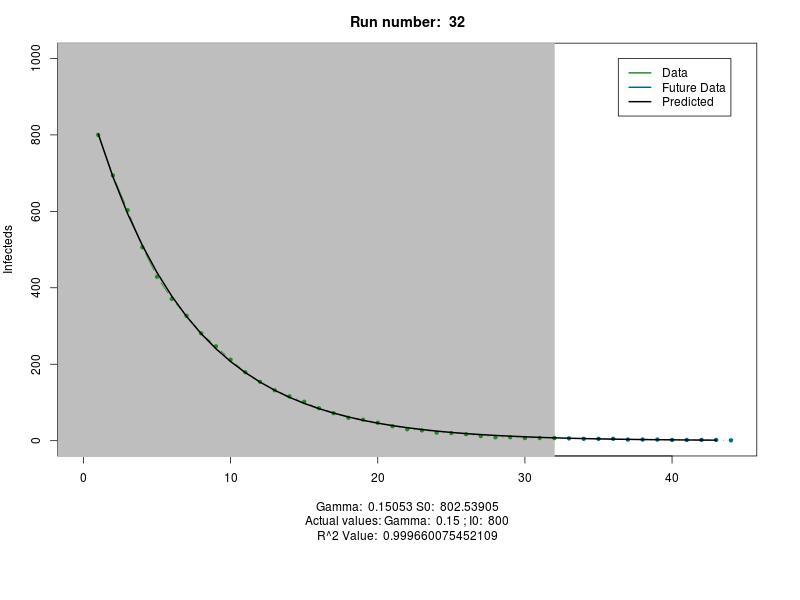 Run number:  32
1000
800
600
400
200
0
Infecteds
Data
Future Data
Predicted
0 10 20 30 40
Gamma:  0.15053 S0:  802.53905
Actual values: Gamma:  0.15 ; I0:  800
R^2 Value:  0.999660075452109